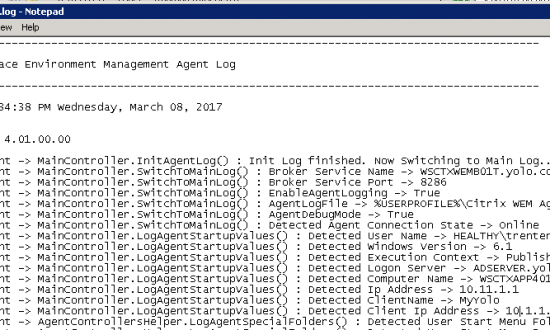 .log - Notepad
ew Help
ace Environment Management Agent Log
34:38 PM Wednesday, March 08, 2017
4.01.00.00
nt -> MainController.InitAgentLog() : Init Log finished. Now Switching to Main Log..
nt -> MainController.SwitchToMainLog() : Broker Service Name -> WSCTXWEMB01T.yolo.co
nt -> MainController.SwitchToMainLog() : Broker Service Port -> 8286
nt -> MainController.SwitchToMainLog() : EnableAgentLogging -> True
nt -> MainController.SwitchToMainLog() : AgentLogFile -> %USERPROFILE%\Citrix WEM Ag
nt -> MainController.SwitchToMainLog() : AgentDebugMode -> True
nt -> MainController.SwitchToMainLog() : Detected Agent Connection State -> Online
nt -> MainController.LogAgentStartupValues() : Detected User Name -> HEALTHY\trenten
nt -> MainController.LogAgentStartupValues() : Detected Windows Version -> 6.1
nt -> MainController.LogAgentStartupValues() : Detected Execution Context -> Publish
nt -> MainController.LogAgentStartupValues() : Detected Logon Server -> ADSERVER.yol
nt -> MainController.LogAgentStartupValues() : Detected Computer Name -> WSCTXAPP401
nt -> MainController.LogAgentStartupValues() : Detected Ip Address -> 10.11.1.1
nt -> MainController.LogAgentStartupValues() : Detected ClientName -> MyYolo
nt -> MainController.LogAgentStartupValues() : Detected Client Ip Address -> 10.1.1.
nt -> AgentControllersHelper.LogAgentSpecialFolders() : Detected User Start Menu Fol